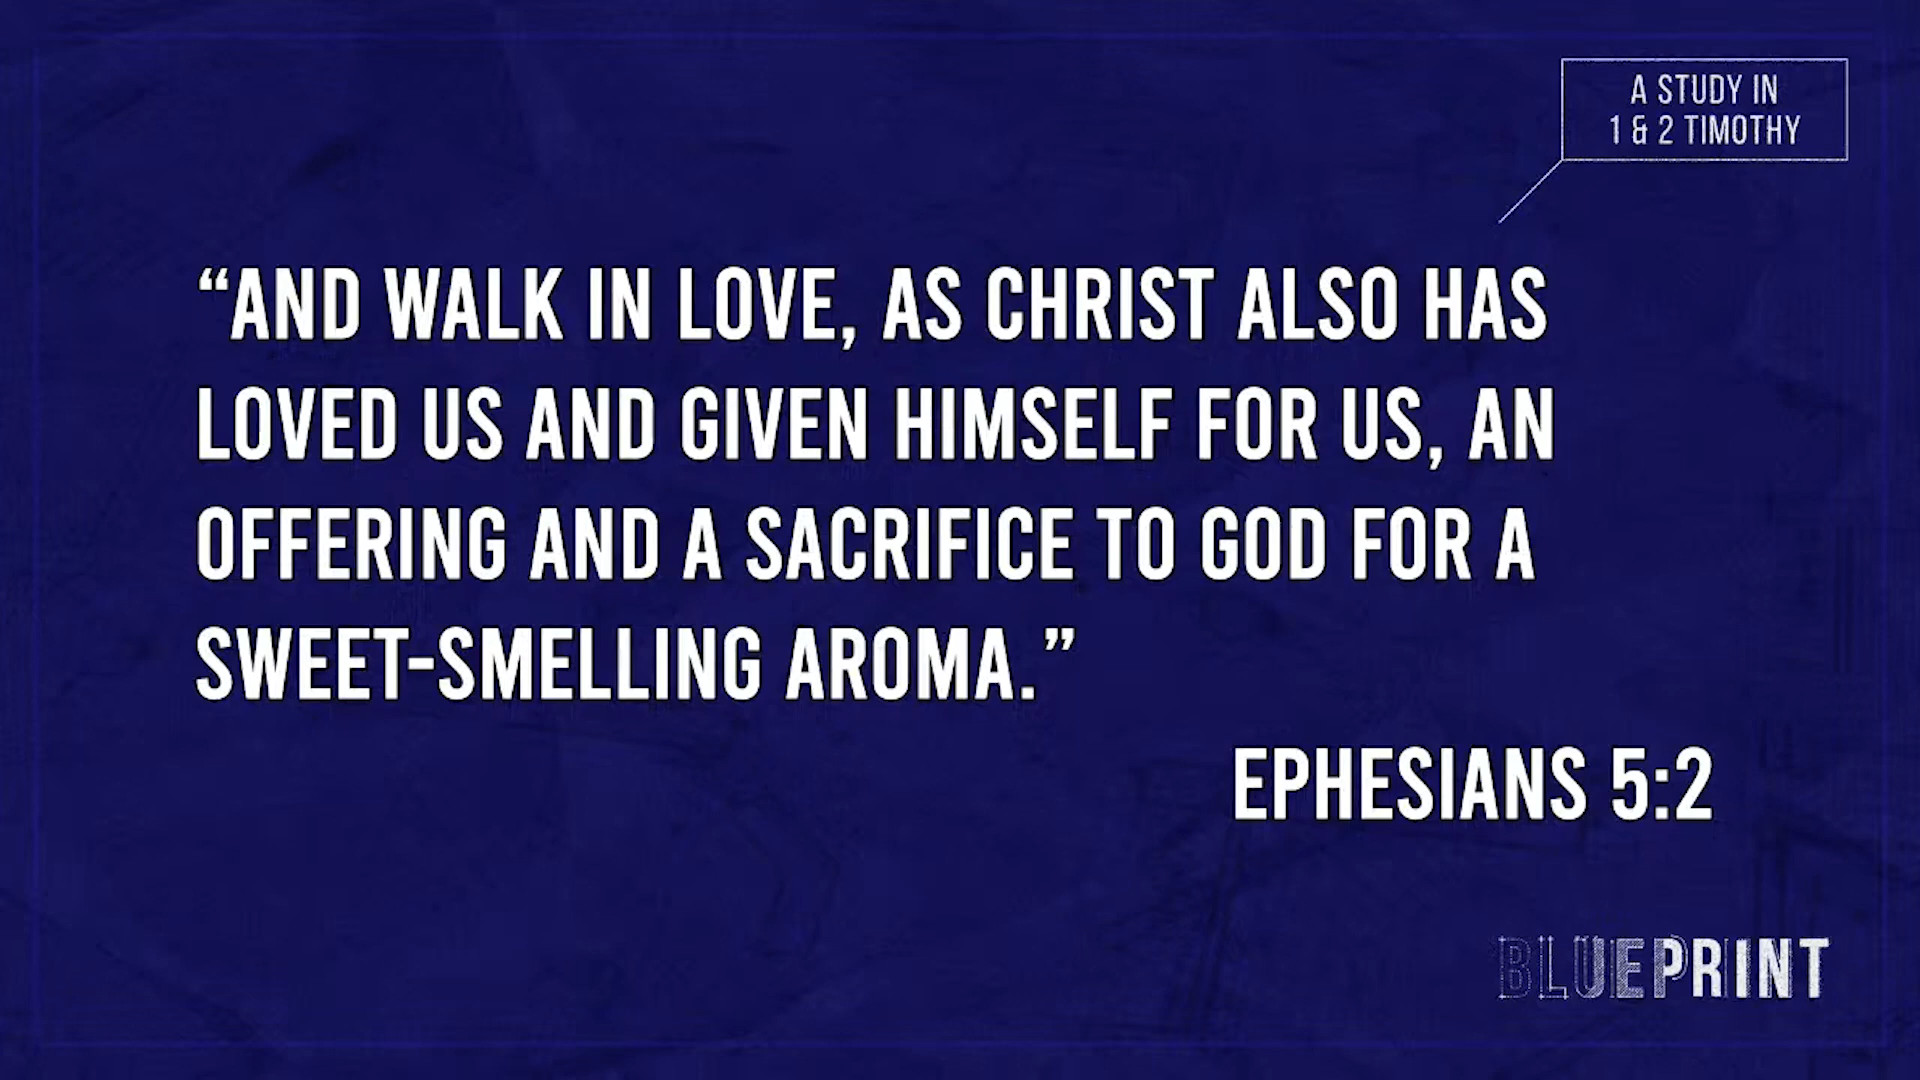 A STUDY IN
1 & 2 TIMOTHY
“AND WALK IN LOVE, AS CHRIST ALSO HAS
LOVED US AND GIVEN HIMSELF FOR US, AN
OFFERING AND A SACRIFICE TO GOD FOR A
SWEET-SMELLING AROMA.”
EPHESIANS 5:2
BLUEPRINT